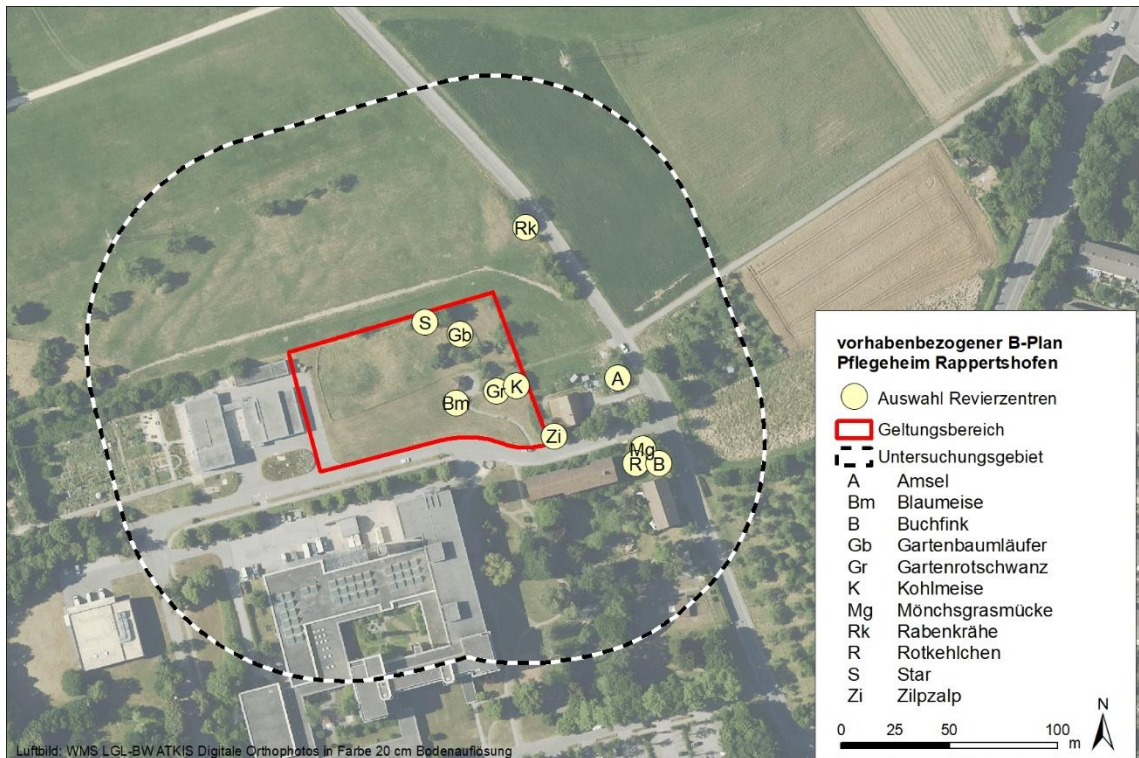 Rk
S
Gb
A
Gr K
Bm
Zi
Mg
R B
vorhabenbezogener B-Plan
Pflegeheim Rappertshofen
Auswahl Revierzentren
Geltungsbereich
Untersuchungsgebiet
A Amsel
Bm Blaumeise
B Buchfink
Gb Gartenbaumläufer
Gr Gartenrotschwanz
K Kohlmeise
Mg Mönchsgrasmücke
Rk Rabenkrähe
R Rotkehlchen
S Star
Zi Zilpzalp
N
0 25 50 100
m
Luftbild: WMS LGL-BW ATKIS Digitale Orthophotos in Farbe 20 cm Bodenauflösung